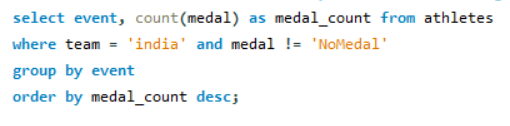 select event, count(medal) as medal_count from athletes
where team = 'india' and medal != 'NoMedal'
group by event
order by medal_count desc;